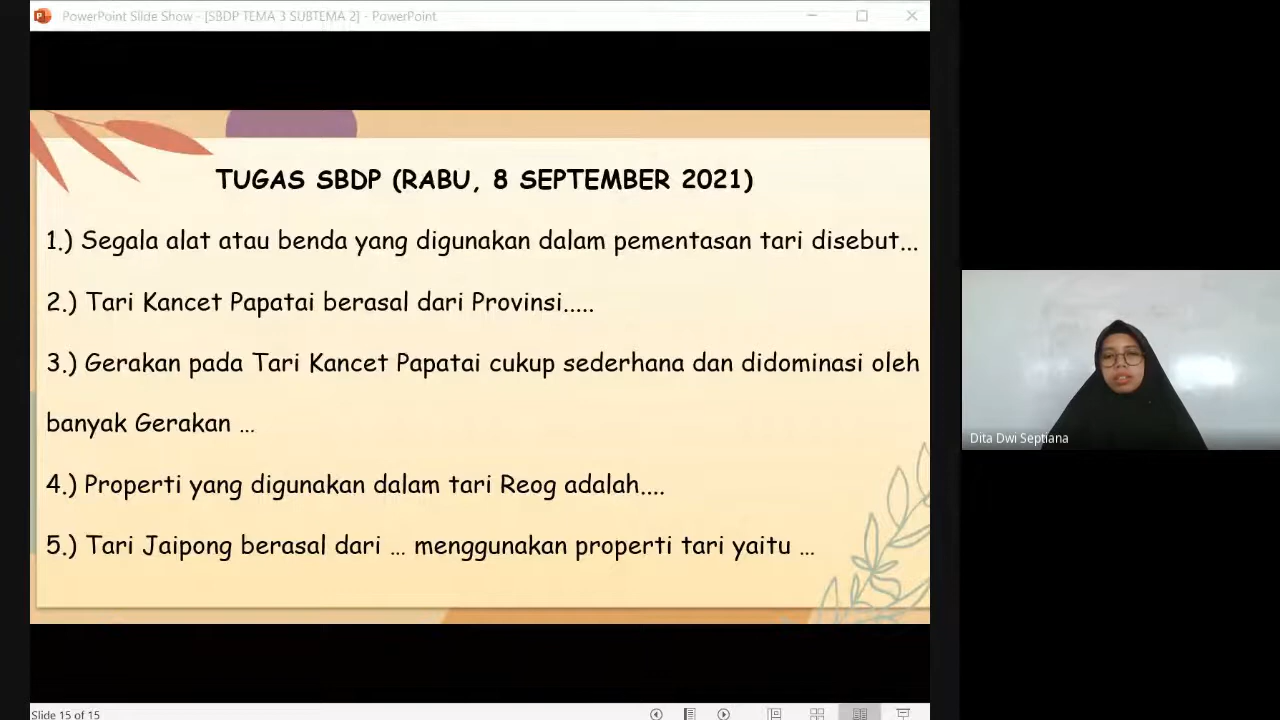 PowerPoint Slide Show - [SBDP TEMA 3 SUBTEMA 2] - PowerPoint
TUGAS SBDP (RABU, 8 SEPTEMBER 2021)
1.) Segala alat atau benda yang digunakan dalam pementasan tari disebut...
2.) Tari Kancet Papatai berasal dari Provinsi.....
3.) Gerakan pada Tari Kancet Papatai cukup sederhana dan didominasi oleh
banyak Gerakan ...
4.) Properti yang digunakan dalam tari Reog adalah....
5.) Tari Jaipong berasal dari ... menggunakan properti tari yaitu ...
Dita Dwi Septiana
Slide 15 of 15